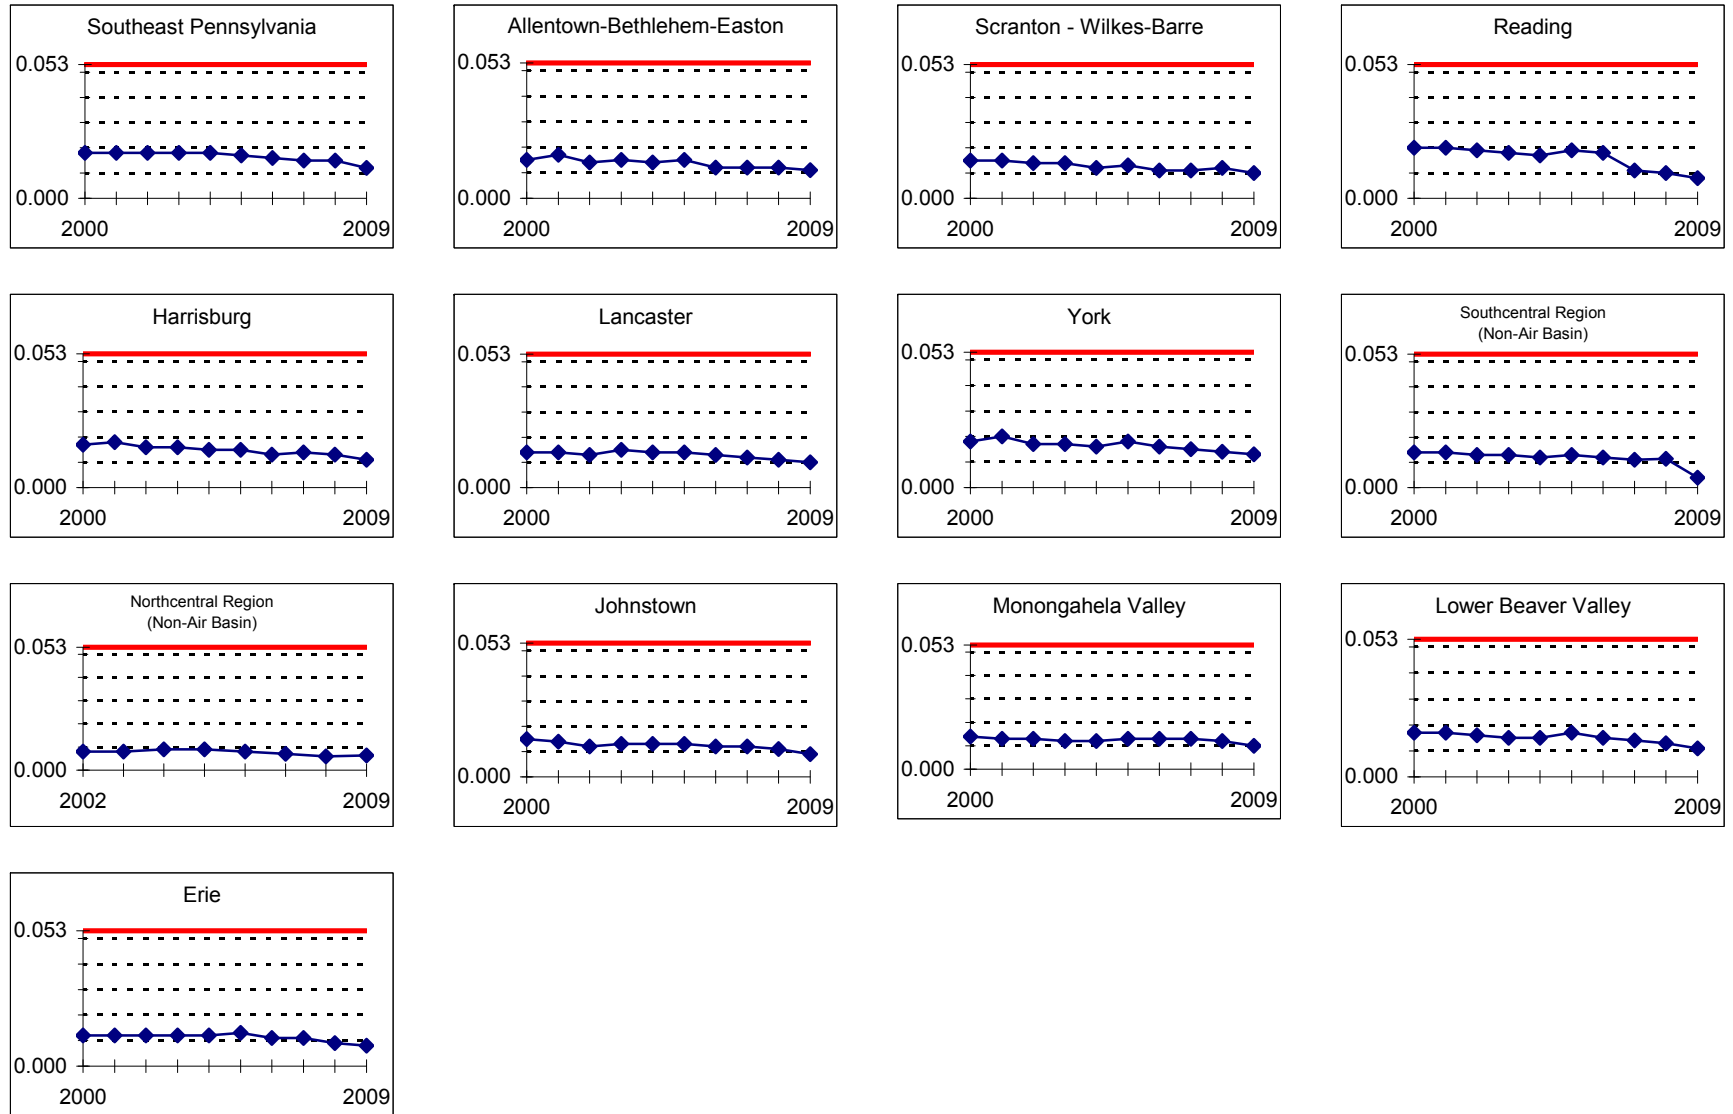 Southeast Pennsylvania
0.053
0.000
2000 2009
Allentown-Bethlehem-Easton
0.053
0.000
2000 2009
Scranton - Wilkes-Barre
0.053
0.000
2000 2009
Reading
0.053
0.000
2000 2009
Harrisburg
0.053
0.000
2000 2009
Lancaster
0.053
0.000
2000 2009
York
0.053
0.000
2000 2009
Southcentral Region
(Non-Air Basin)
0.053
0.000
2000 2009
Northcentral Region
(Non-Air Basin)
0.053
0.000
2002 2009
Johnstown
0.053
0.000
2000 2009
Monongahela Valley
0.053
0.000
2000 2009
Lower Beaver Valley
0.053
0.000
2000 2009
Erie
0.053
0.000
2000 2009